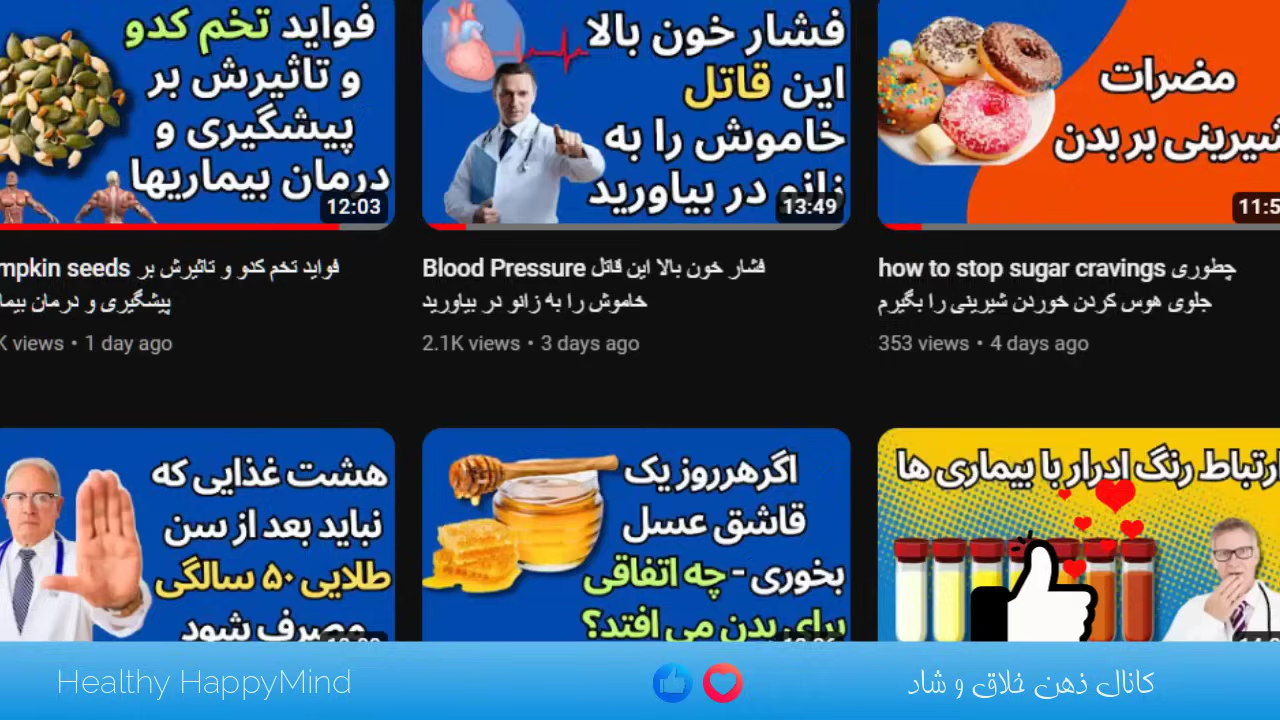 فواید تخم کدو
و تاثیرش بر
پیشگیری و
درمان بیماریها
12:03
mpkin seeds فواید تخم کدو و تاثیرش بر
پیشگیری و درمان بیما
K views • 1 day ago
فشار خون بالا
این قاتل
خاموش را به
زانو در بیاورید
13:49
Blood Pressure فشار خون بالا این قاتل
خاموش را به زانو در بیاورید
2.1K views • 3 days ago
مضرات
شیرینی بر بدن
11:5
how to stop sugar cravings چطوری
جلوی هوس کردن خوردن شیرینی را بگیرم
353 views • 4 days ago
هشت غذایی که
نباید بعد از سن
طلایی ۵۰ سالگی
مصرف شود
اگرهرروز یک
قاشق عسل
بخوری - چه اتفاقی
برای بدن می افتد؟
ارتباط رنگ ادرار با بیماری ها
Healthy HappyMind
کانال ذهن خلاق و شاد